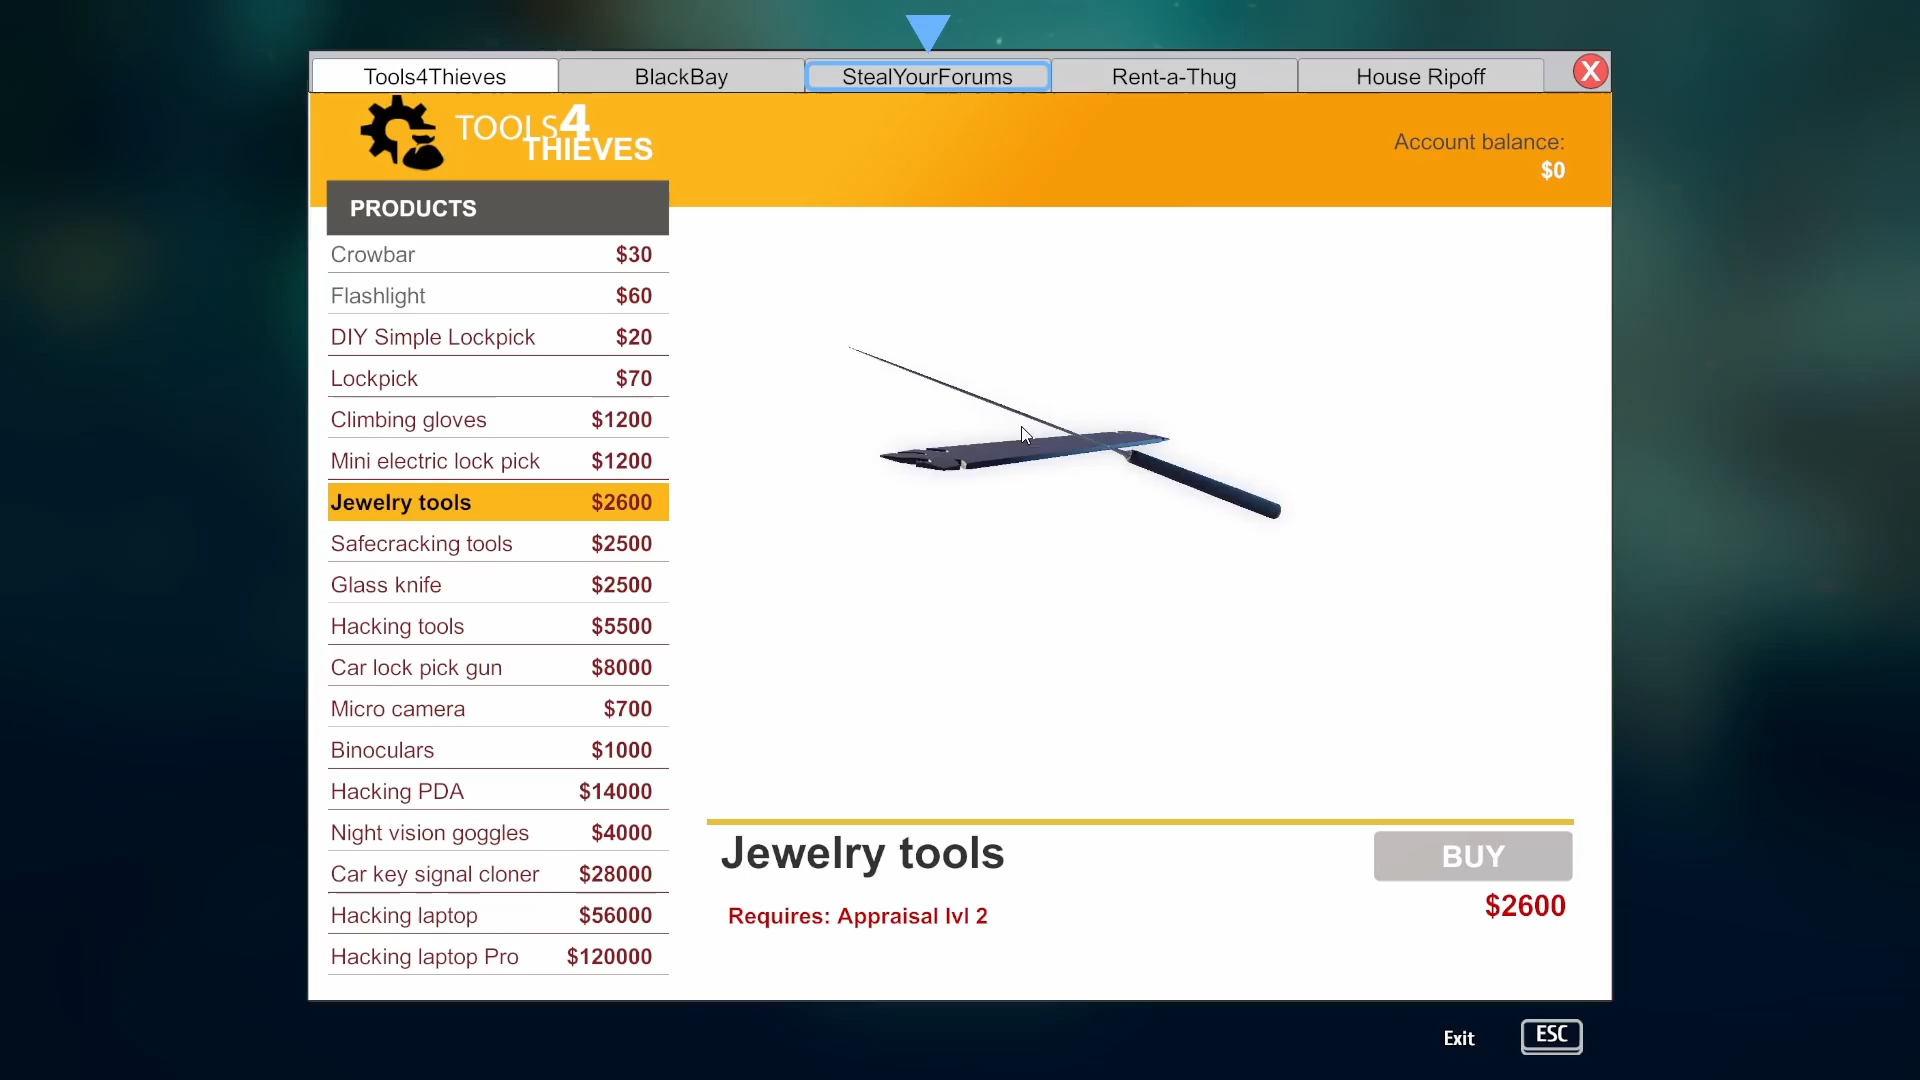 Tools4Thieves BlackBay StealYourForums Rent-a-Thug House Ripoff X
TOOLS4
THIEVES
Account balance:
$0
PRODUCTS
Crowbar $30
Flashlight $60
DIY Simple Lockpick $20
Lockpick $70
Climbing gloves $1200
Mini electric lock pick $1200
Jewelry tools $2600
Safecracking tools $2500
Glass knife $2500
Hacking tools $5500
Car lock pick gun $8000
Micro camera $700
Binoculars $1000
Hacking PDA $14000
Night vision goggles $4000
Car key signal cloner $28000
Hacking laptop $56000
Hacking laptop Pro $120000
Jewelry tools
BUY
Requires: Appraisal lvl 2
$2600
Exit ESC